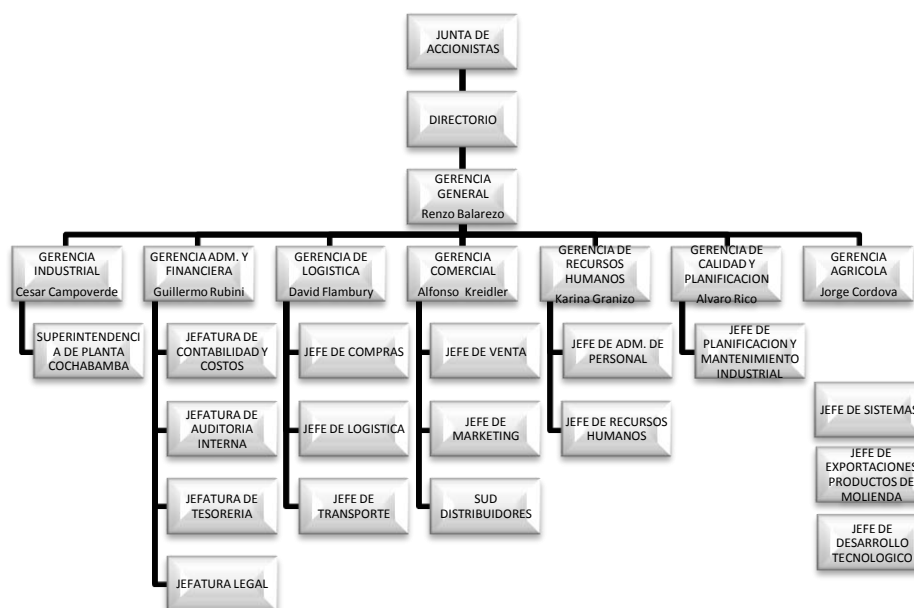 JUNTA DE
ACCIONISTAS
DIRECTORIO
GERENCIA
GENERAL
Renzo Balarezo
GERENCIA
INDUSTRIAL
Cesar Campoverde
GERENCIA ADM. Y
FINANCIERA
Guillermo Rubini
GERENCIA DE
LOGISTICA
David Flambury
GERENCIA
COMERCIAL
Alfonso Kreidler
GERENCIA DE
RECURSOS
HUMANOS
Karina Granizo
GERENCIA DE
CALIDAD Y
PLANIFICACION
Alvaro Rico
GERENCIA
AGRICOLA
Jorge Cordova
SUPERINTENDENCI
A DE PLANTA
COCHABAMBA
JEFATURA DE
CONTABILIDAD Y
COSTOS
JEFATURA DE
AUDITORIA
INTERNA
JEFATURA DE
TESORERIA
JEFATURA LEGAL
JEFE DE COMPRAS
JEFE DE LOGISTICA
JEFE DE
TRANSPORTE
JEFE DE VENTA
JEFE DE
MARKETING
SUD
DISTRIBUIDORES
JEFE DE ADM. DE
PERSONAL
JEFE DE RECURSOS
HUMANOS
JEFE DE
PLANIFICACION Y
MANTENIMIENTO
INDUSTRIAL
JEFE DE SISTEMAS
JEFE DE
EXPORTACIONES
PRODUCTOS DE
MOLIENDA
JEFE DE
DESARROLLO
TECNOLOGICO